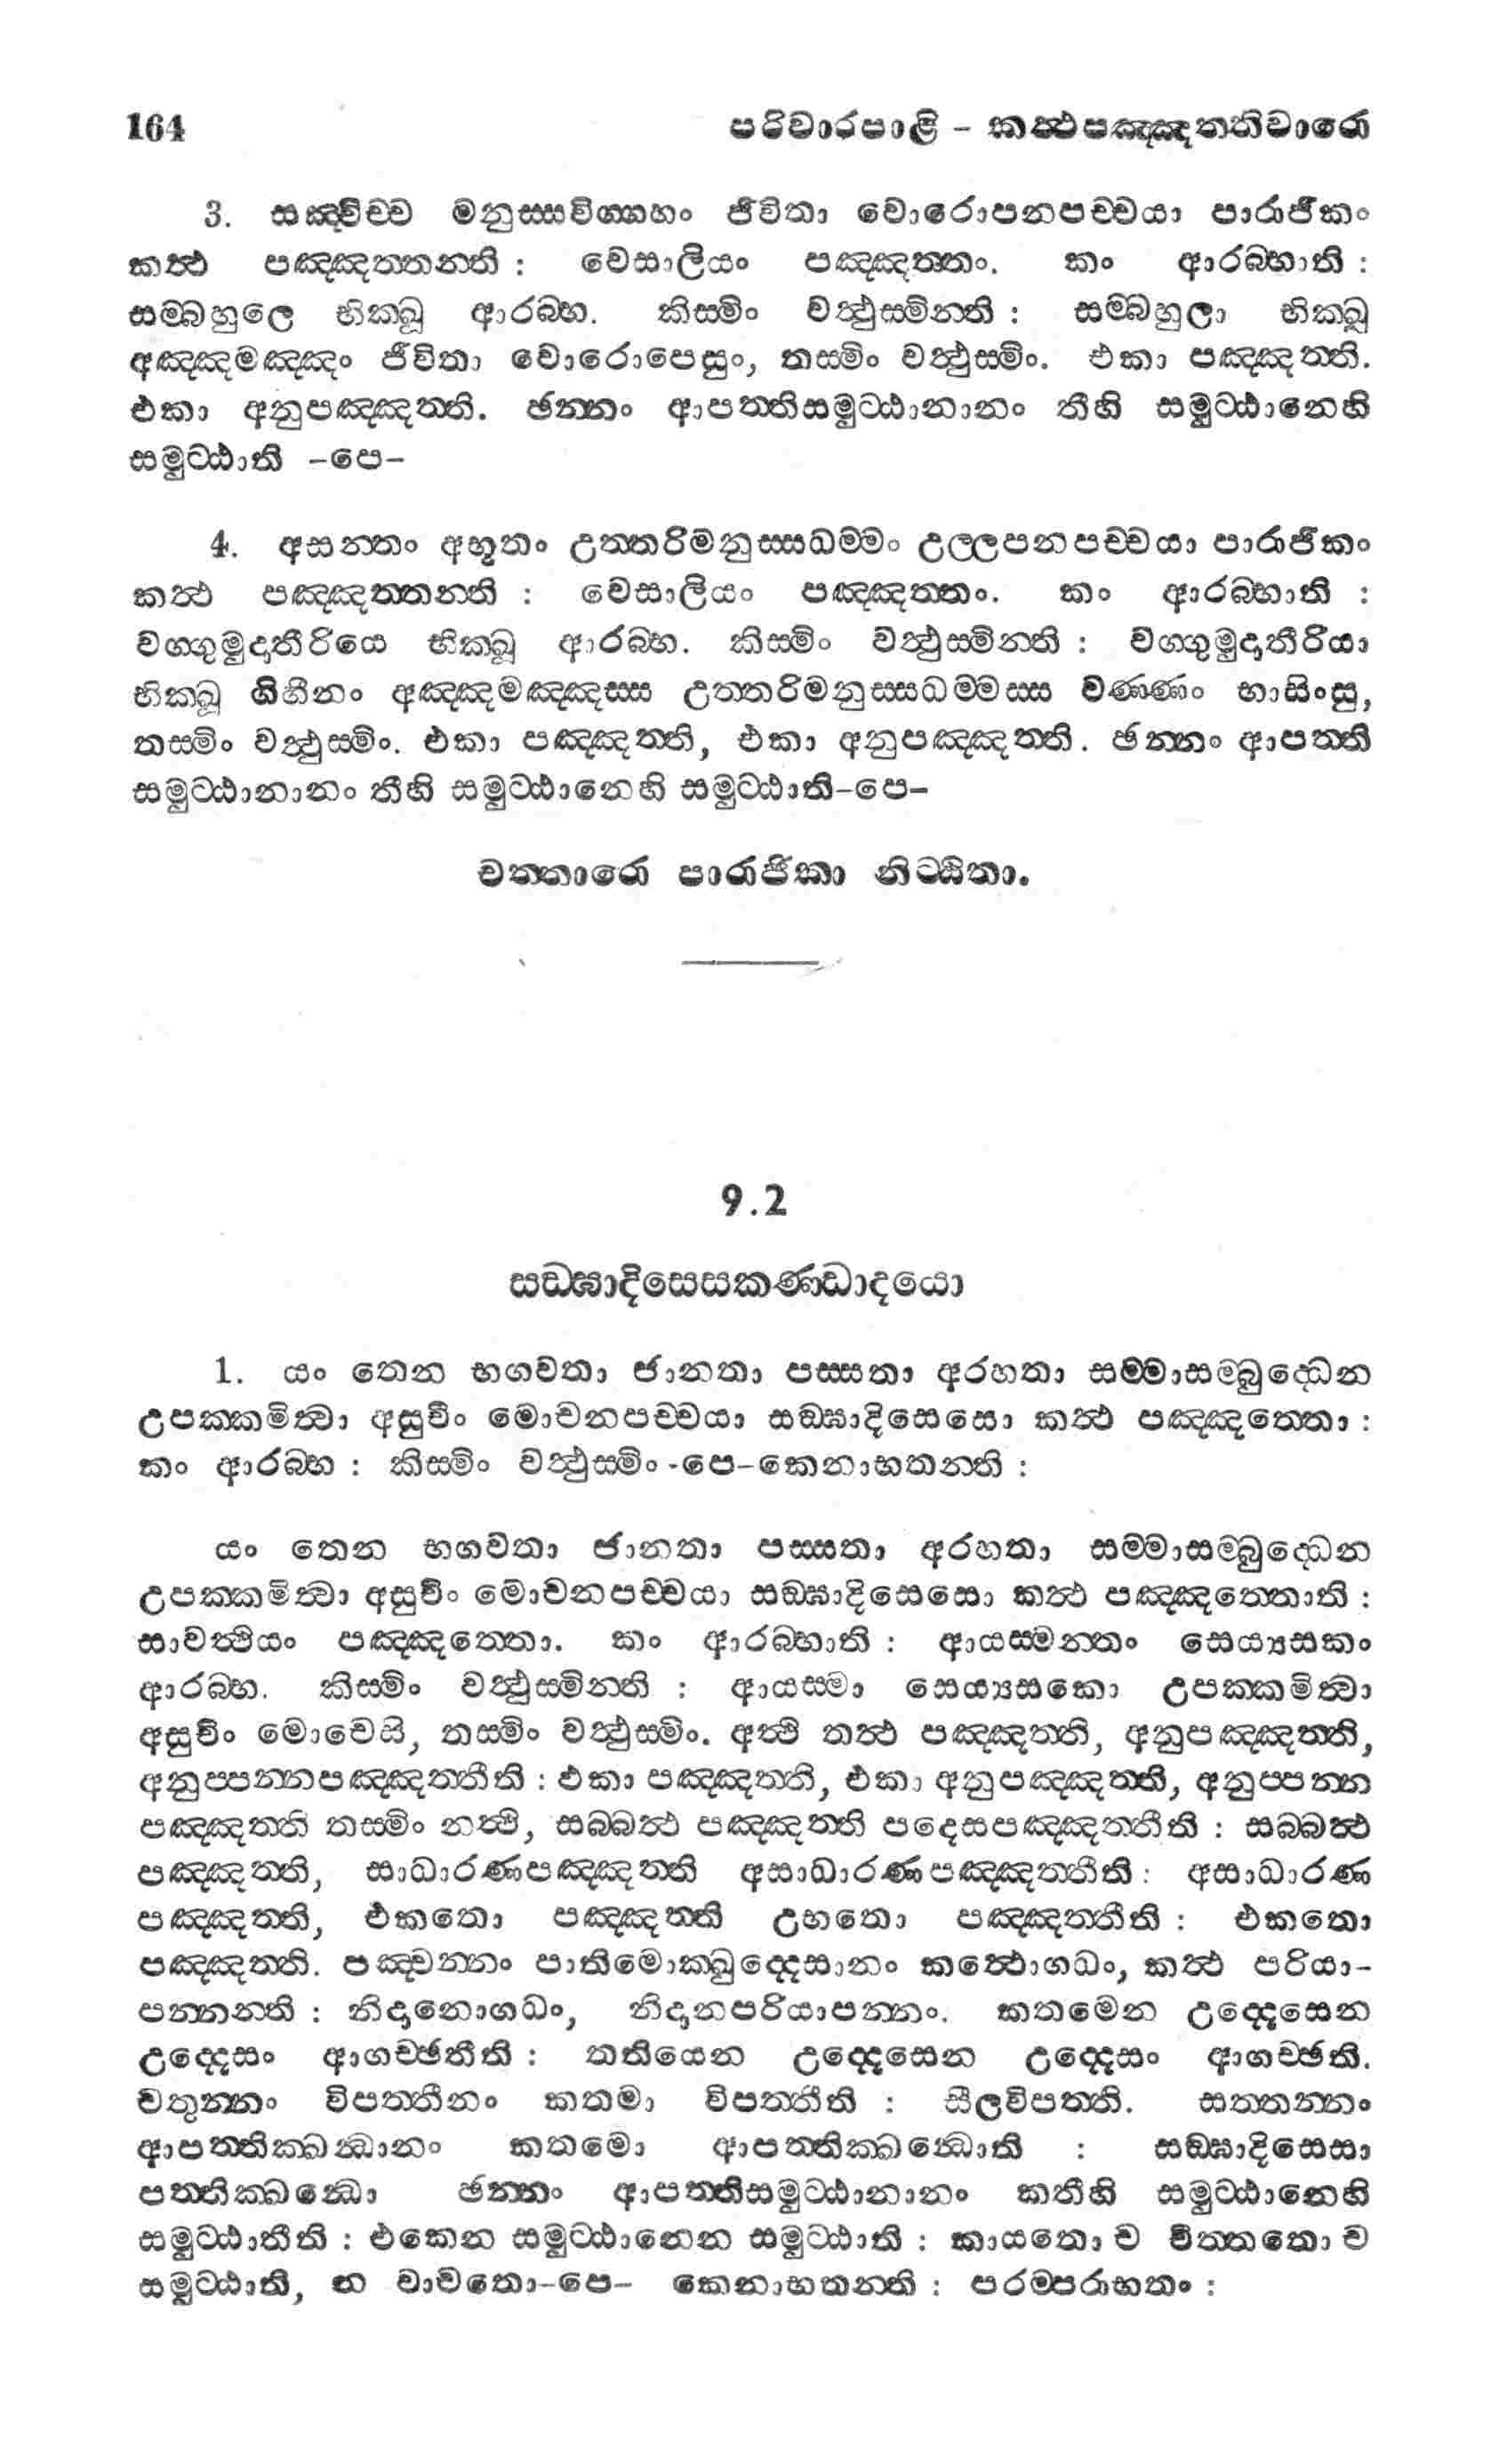 164 පරිවාරපාළි - කත්‍ථපඤ්ඤත්තිවාරො
3. සඤ්චිච්ච මනුස්සවිග්ගහං ජීවිතා වොරොපනපච්චයා පාරාජිකං
කත්‍ථ පඤ්ඤත්තන්ති : වෙසාලියං පඤ්ඤත්තං. කං ආරබ්භාති :
සම්බහුලෙ භික්ඛූ ආරබ්භ. කිස්මිං වත්‍ථුස්මින්ති : සම්බහුලා භික්ඛූ
අඤ්ඤමඤ්ඤං ජීවිතා වොරොපෙසුං, තස්මිං වත්‍ථුස්මිං. එකා පඤ්ඤත්ති.
එකා අනුපඤ්ඤත්ති. ඡන්නං ආපත්තිසමුට්ඨානානං තීහි සමුට්ඨානෙහි
සමුට්ඨාති -පෙ-
4. අසන්තං අභූතං උත්තරිමනුස්සධම්මං උල්ලපනපච්චයා පාරාජිකං
කත්‍ථ පඤ්ඤත්තන්ති : වෙසාලියං පඤ්ඤත්තං. කං ආරබ්භාති :
වග්ගුමුදාතීරියෙ භික්ඛූ ආරබ්භ. කිස්මිං වත්‍ථුස්මින්ති : වග්ගුමුදාතීරියා
භික්ඛූ ගිහීනං අඤ්ඤමඤ්ඤස්ස උත්තරිමනුස්සධම්මස්ස වණ්ණං භාසිංසු,
තස්මිං වත්‍ථුස්මිං. එකා පඤ්ඤත්ති, එකා අනුපඤ්ඤත්ති. ඡන්නං ආපත්ති
සමුට්ඨානානං තීහි සමුට්ඨානෙහි සමුට්ඨාති-පෙ-
චත්තාරො පාරාජිකා නිට්ඨිතා.
9.2
සඞ්ඝාදිසෙසකණ්ඩාදයො
1. යං තෙන භගවතා ජානතා පස්සතා අරහතා සම්මාසම්බුද්ධෙන
උපක්කමිත්‍වා අසුචිං මොචනපච්චයා සඞ්ඝාදිසෙසො කත්‍ථ පඤ්ඤත්තො :
කං ආරබ්භ : කිස්මිං වත්‍ථුස්මිං -පෙ-කෙනාභතන්ති :
යං තෙන භගවතා ජානතා පස්සතා අරහතා සම්මාසම්බුද්ධෙන
උපක්කමිත්‍වා අසුචිං මොචනපච්චයා සඞ්ඝාදිසෙසො කත්‍ථ පඤ්ඤත්තොති :
සාවත්‍ථියං පඤ්ඤත්තො. කං ආරබ්භාති : ආයස්මන්තං සෙය්‍යසකං
ආරබ්භ. කිස්මිං වත්‍ථුස්මින්ති : ආයස්මා සෙය්‍යසකො උපක්කමිත්‍වා
අසුචිං මොචෙසි, තස්මිං වත්‍ථුස්මිං. අත්‍ථි තත්‍ථ පඤ්ඤත්ති, අනුපඤ්ඤත්ති,
අනුප්පන්නපඤ්ඤත්තීති : එකා පඤ්ඤත්ති, එකා අනුපඤ්ඤත්ති, අනුප්පන්න
පඤ්ඤත්ති තස්මිං නත්‍ථි, සබ්බත්‍ථ පඤ්ඤත්ති පදෙසපඤ්ඤත්තීති : සබ්බත්‍ථ
පඤ්ඤත්ති, සාධාරණපඤ්ඤත්ති අසාධාරණපඤ්ඤත්තීති : අසාධාරණ
පඤ්ඤත්ති, එකතො පඤ්ඤත්ති උභතො පඤ්ඤත්තීති : එකතො
පඤ්ඤත්ති. පඤ්චන්නං පාතිමොක්ඛුද්දෙසානං කත්‍ථොගධං, කත්‍ථ පරියා-
පන්නන්ති : නිදානොගධං, නිදානපරියාපන්නං. කතමෙන උද්දෙසෙන
උද්දෙසං ආගච්ඡතීති : තතියෙන උද්දෙසෙන උද්දෙසං ආගච්ඡති.
චතුන්නං විපත්තීනං කතමා විපත්තීති : සීලවිපත්ති. සත්තන්නං
ආපත්තික්ඛන්ධානං කතමො ආපත්තික්ඛන්ධොති : සඞ්ඝාදිසෙසා
පත්තික්ඛන්ධො ඡන්නං ආපත්තිසමුට්ඨානානං කතීහි සමුට්ඨානෙහි
සමුට්ඨාතීති : එකෙන සමුට්ඨානෙන සමුට්ඨාති : කායතො ච චිත්තතො ච
සමුට්ඨාති, න වාචතො-පෙ- කෙනාභතන්ති : පරම්පරාභතං :